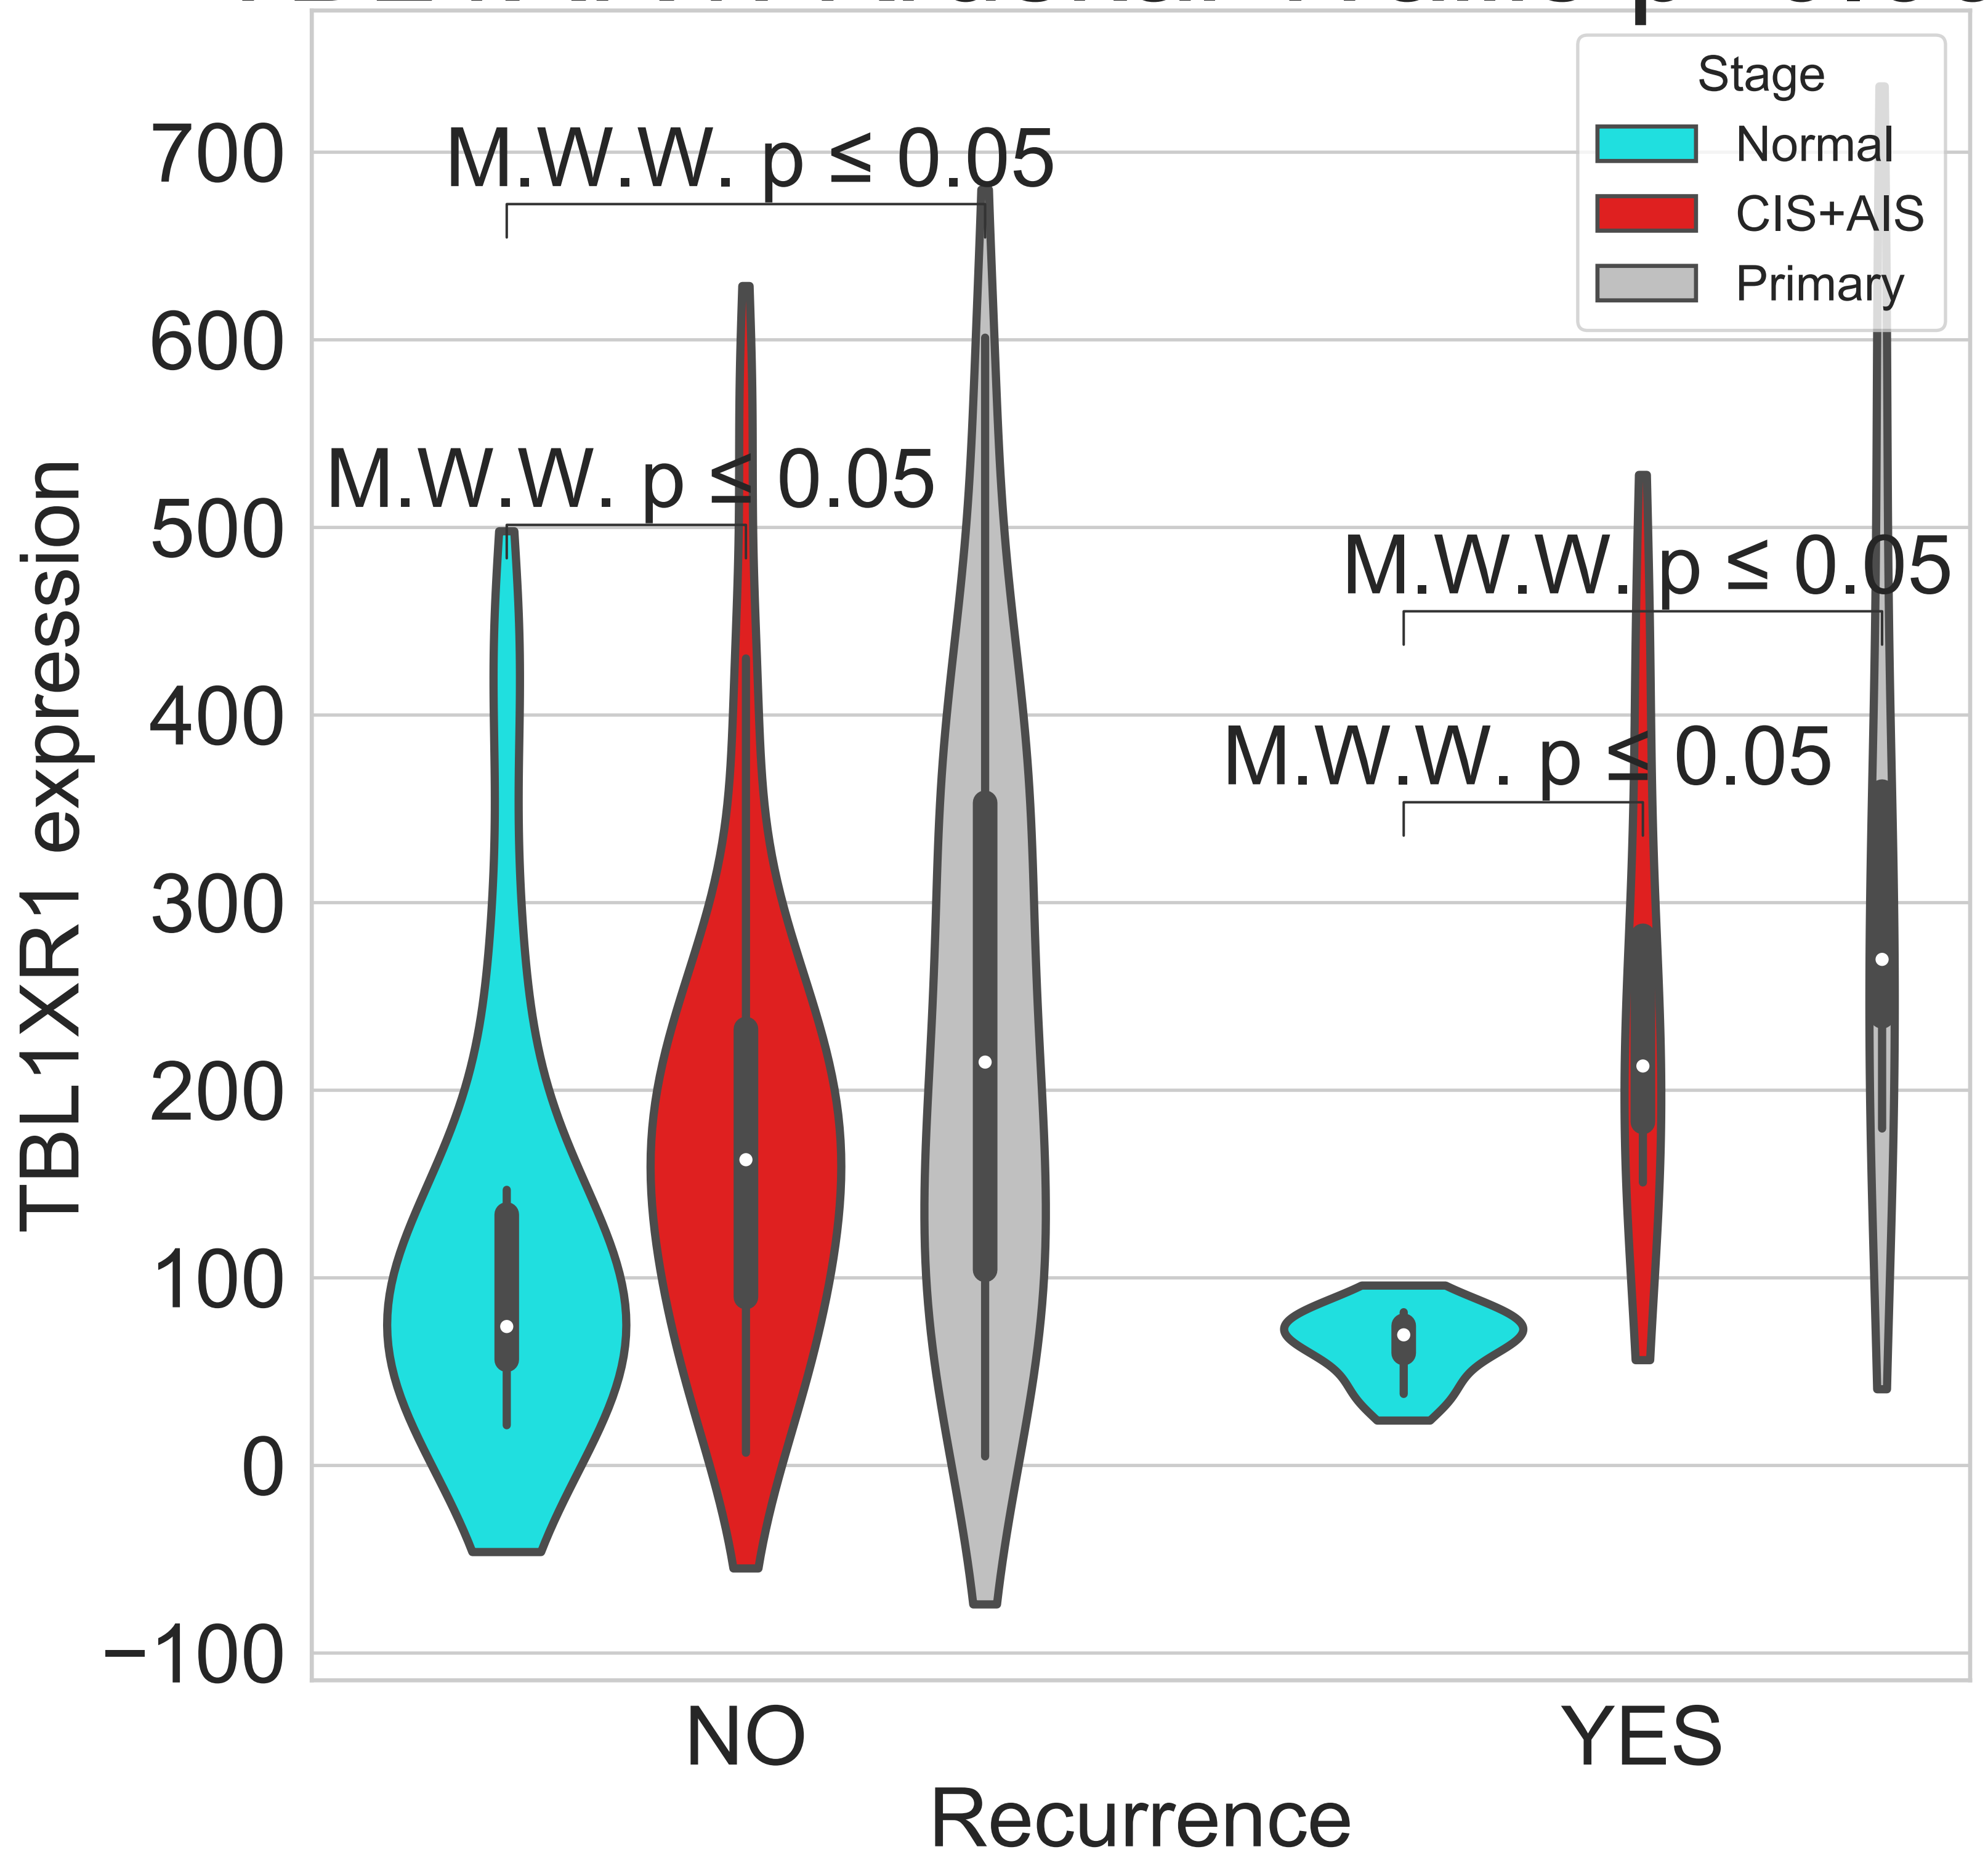 Stage
Normal
CIS+AIS
Primary
700
600
500
400
300
200
100
0
−100
TBL1XR1 expression
M.W.W. p ≤ 0.05
M.W.W. p ≤ 0.05
M.W.W. p ≤ 0.05
M.W.W. p ≤ 0.05
NO
YES
Recurrence